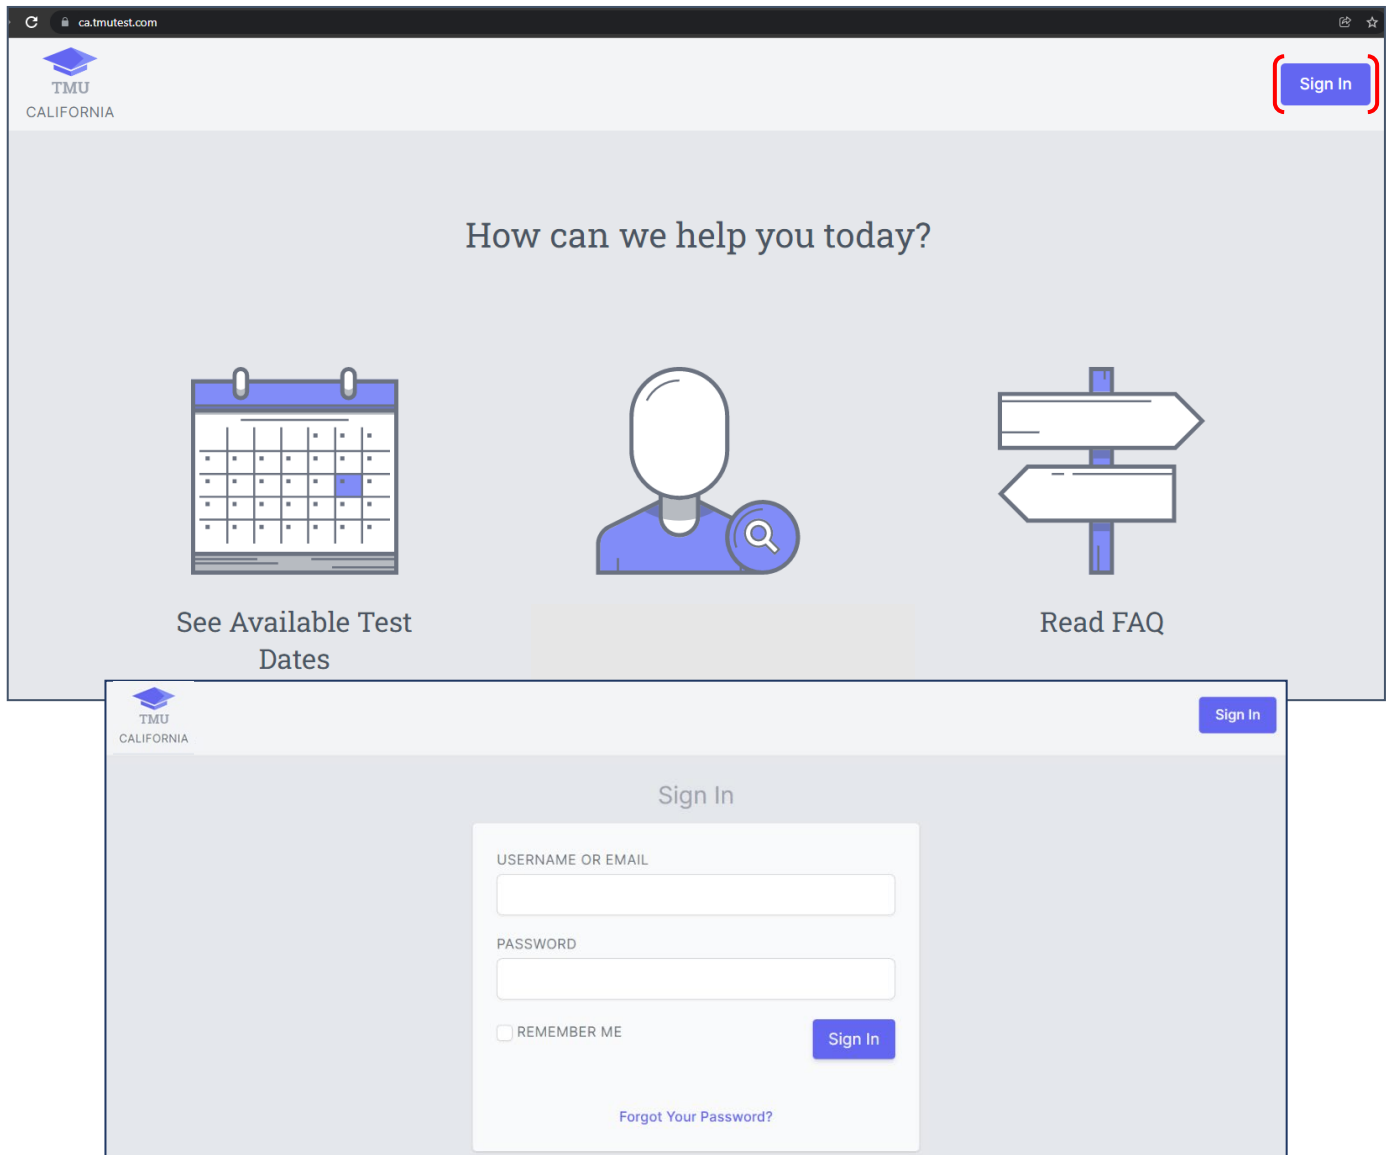 ca.tmutest.com
TMU
CALIFORNIA
Sign In
How can we help you today?
See Available Test
Dates
Read FAQ
TMU
CALIFORNIA
Sign In
Sign In
USERNAME OR EMAIL
PASSWORD
REMEMBER ME
Sign In
Forgot Your Password?